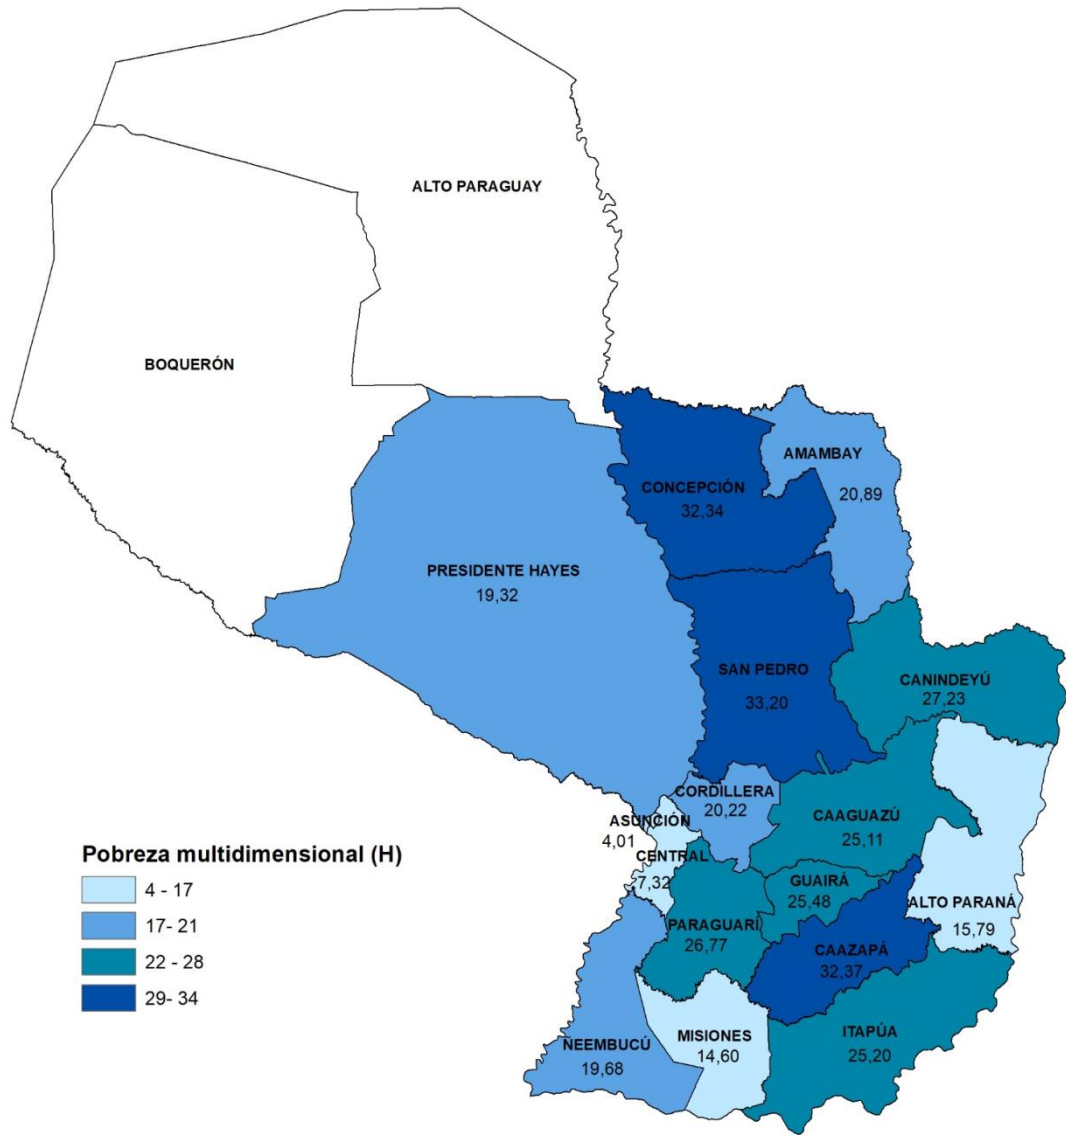 ALTO PARAGUAY
BOQUERÓN
AMAMBAY
20,89
CONCEPCIÓN
32,34
PRESIDENTE HAYES
19,32
SAN PEDRO
33,20
CANINDEYÚ
27,23
CORDILLERA
20,22
ASUNCIÓN
4,01
CAAGUAZÚ
25,11
CENTRAL
7,32
GUAIRÁ
25,48
ALTO PARANÁ
15,79
PARAGUARÍ
26,77
CAAZAPÁ
32,37
MISIONES
14,60
ITAPÚA
25,20
ÑEEMBUCÚ
19,68
Pobreza multidimensional (H)
4 - 17
17- 21
22 - 28
29- 34